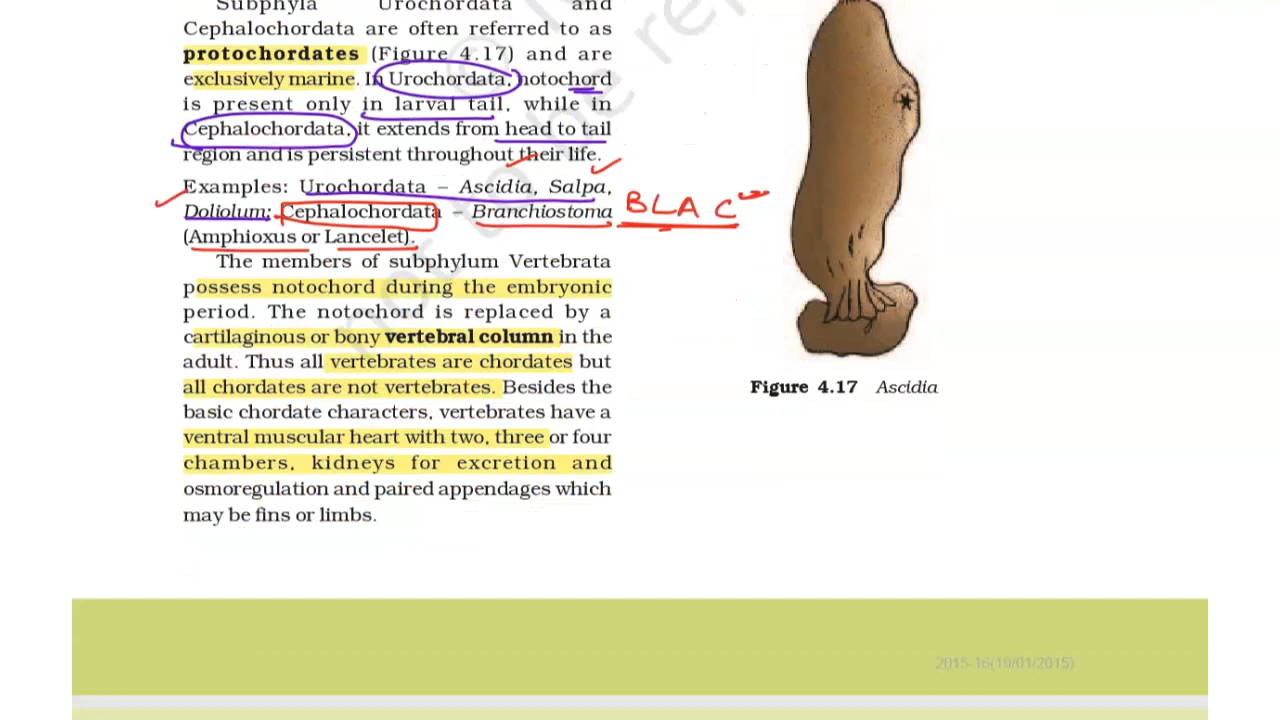 Subphyla Urochordata and
Cephalochordata are often referred to as
protochordates (Figure 4.17) and are
exclusively marine. In Urochordata, notochord
is present only in larval tail, while in
Cephalochordata, it extends from head to tail
region and is persistent throughout their life.
Examples: Urochordata – Ascidia, Salpa,
Doliolum; Cephalochordata – Branchiostoma BLAC
(Amphioxus or Lancelet).
The members of subphylum Vertebrata
possess notochord during the embryonic
period. The notochord is replaced by a
cartilaginous or bony vertebral column in the
adult. Thus all vertebrates are chordates but
all chordates are not vertebrates. Besides the
basic chordate characters, vertebrates have a
ventral muscular heart with two, three or four
chambers, kidneys for excretion and
osmoregulation and paired appendages which
may be fins or limbs.
Figure 4.17 Ascidia
2015-16(19/01/2015)